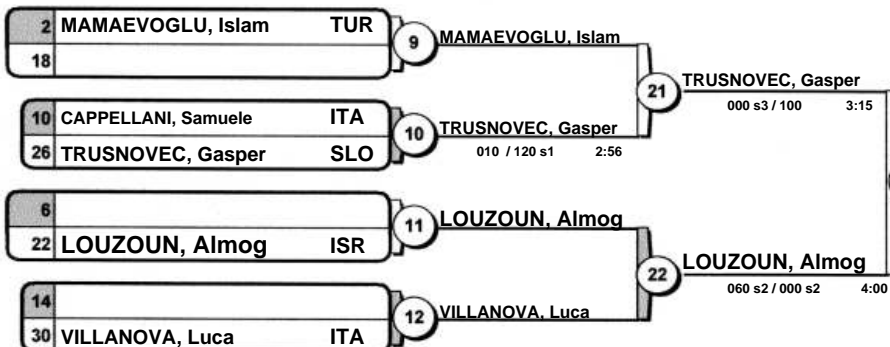 2 MAMAEVOGLU, Islam TUR
18
9
MAMAEVOGLU, Islam
10 CAPPELLANI, Samuele ITA
26 TRUSNOVEC, Gasper SLO
10
TRUSNOVEC, Gasper
010 / 120 s1 2:56
21
TRUSNOVEC, Gasper
000 s3 / 100 3:15
6
22 LOUZOUN, Almog ISR
11
LOUZOUN, Almog
14
30 VILLANOVA, Luca ITA
12
VILLANOVA, Luca
22
LOUZOUN, Almog
060 s2 / 000 s2 4:00